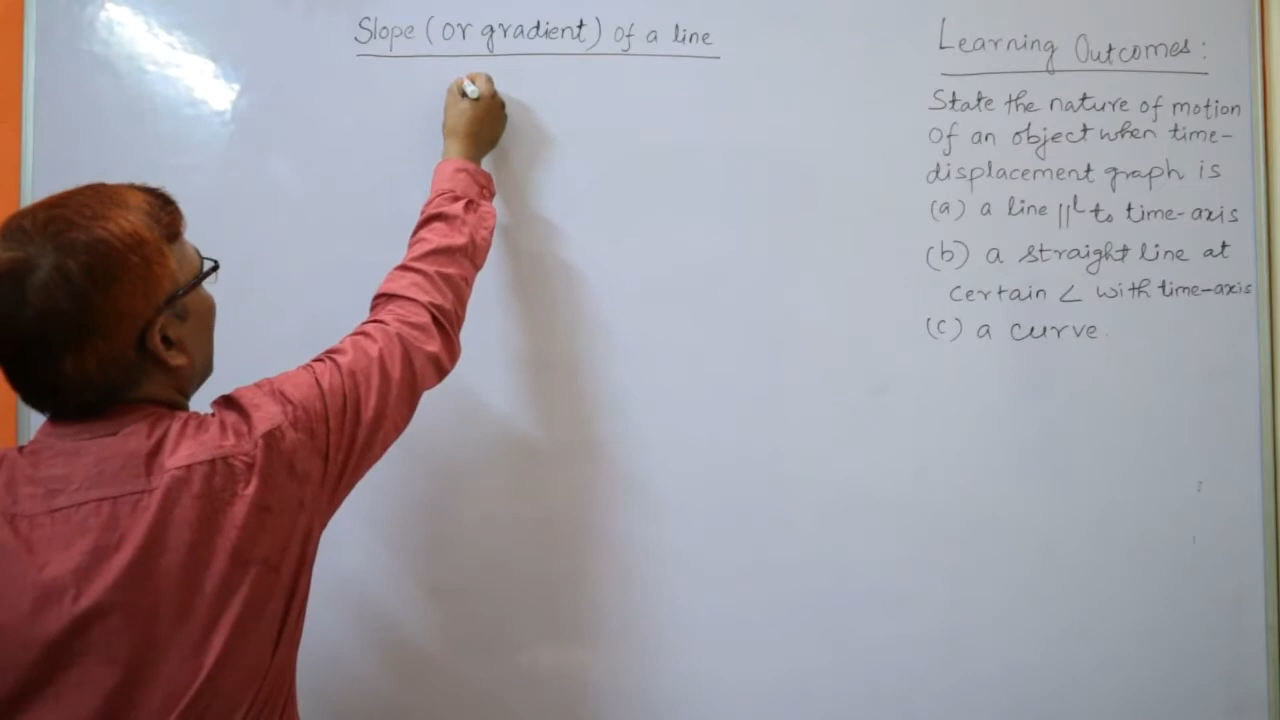 Slope (or gradient) of a line
Learning Outcomes:
State the nature of motion
Of an object when time-
displacement graph is
(a) a line ||ˡ to time-axis
(b) a straight line at
certain ∠ with time-axis
(c) a curve.